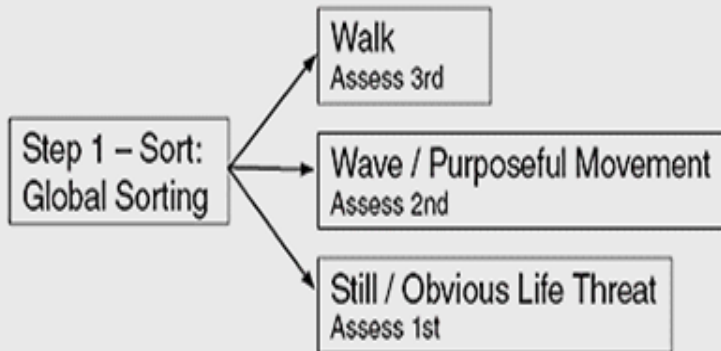 Walk
Assess 3rd
Step 1 – Sort:
Global Sorting
Wave / Purposeful Movement
Assess 2nd
Still / Obvious Life Threat
Assess 1st